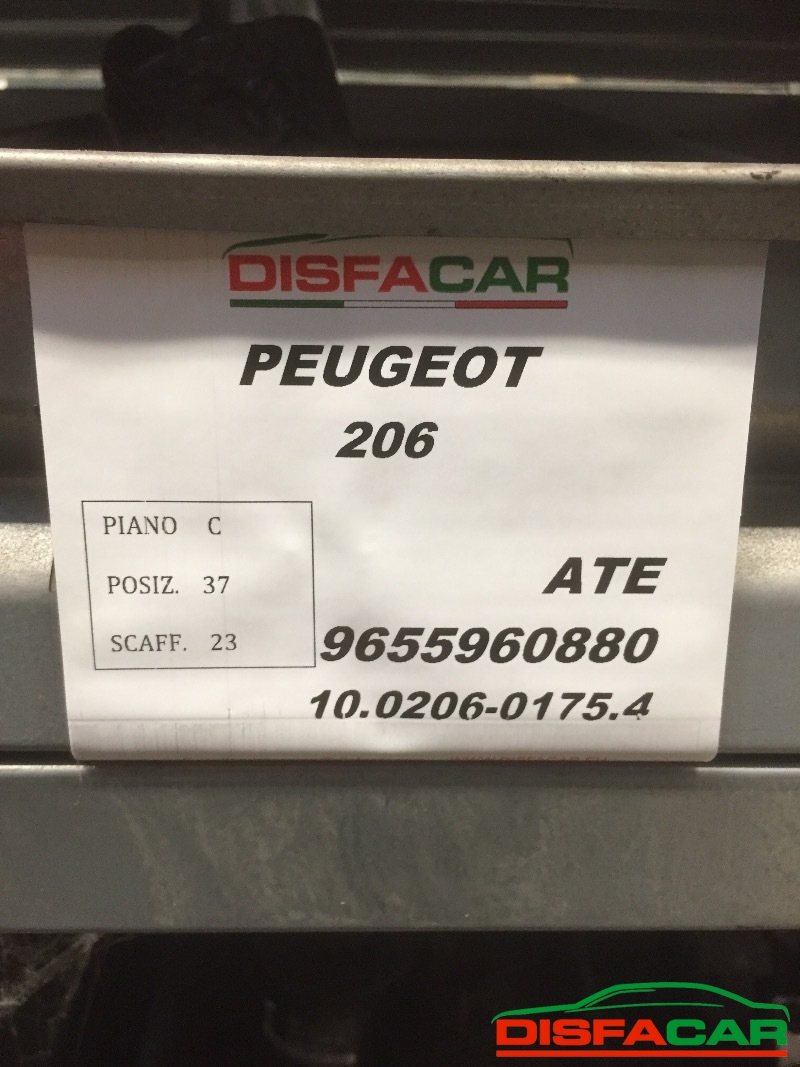 DISFACAR
PEUGEOT
206
PIANO C
POSIZ. 37
SCAFF. 23
ATE
9655960880
10.0206-0175.4
DISFACAR